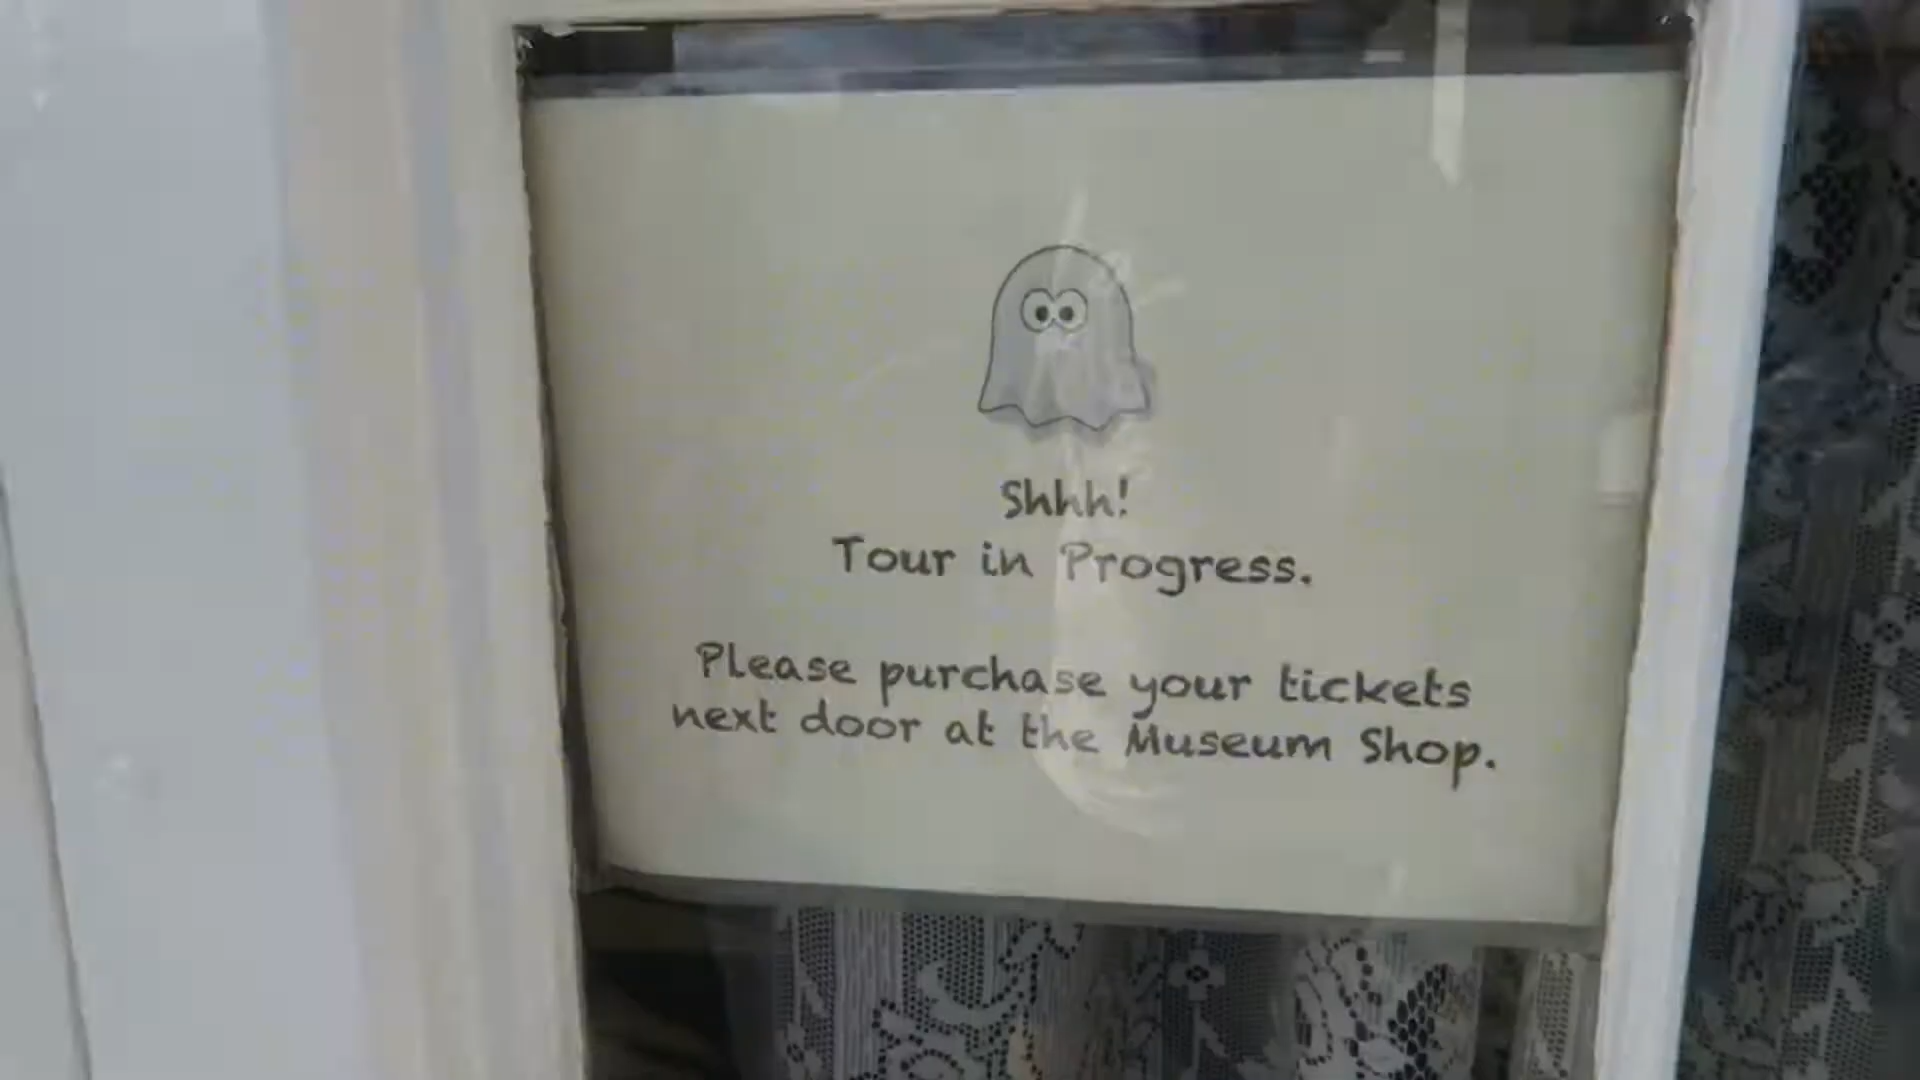 Shhh!
Tour in Progress.
Please purchase your tickets
next door at the Museum Shop.